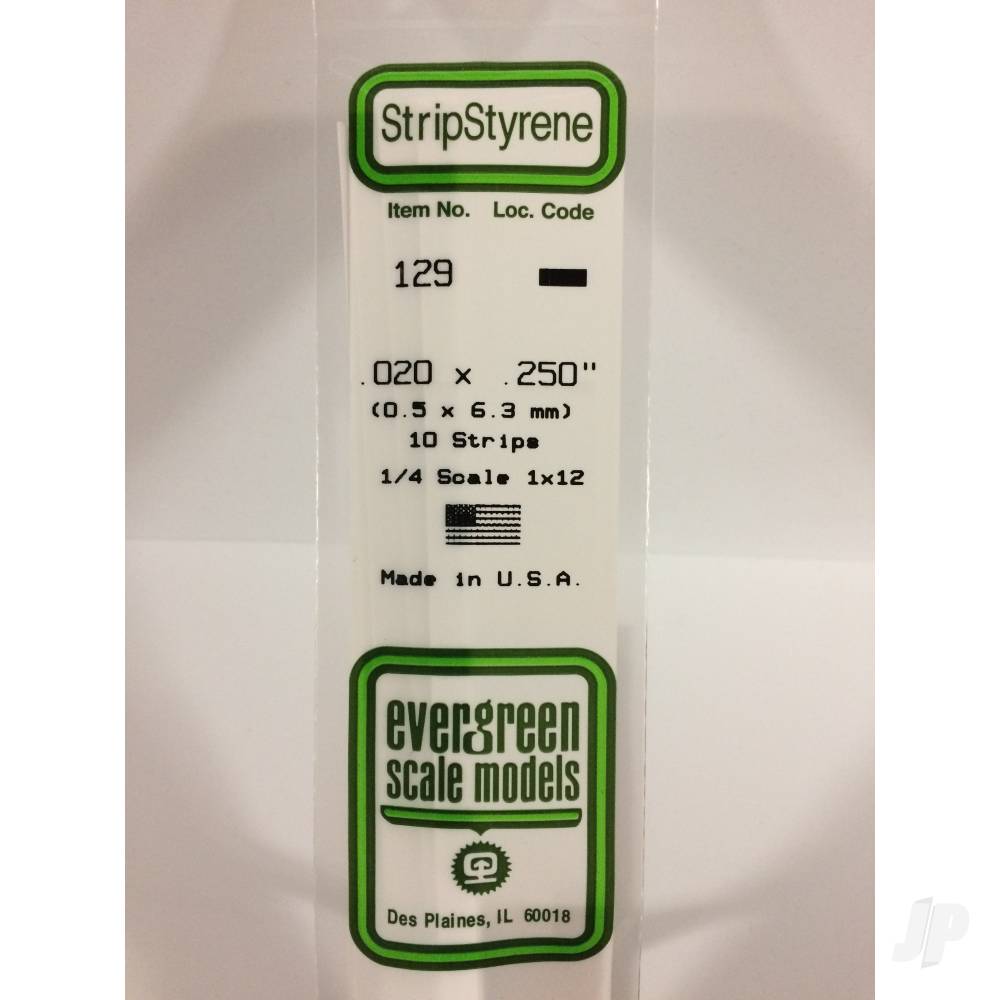 StripStyrene
Item No. Loc. Code
129
.020 x .250"
(0.5 x 6.3 mm)
10 Strips
1/4 Scale 1x12
Made in U.S.A.
evergreen
scale models
Des Plaines, IL 60018
JP